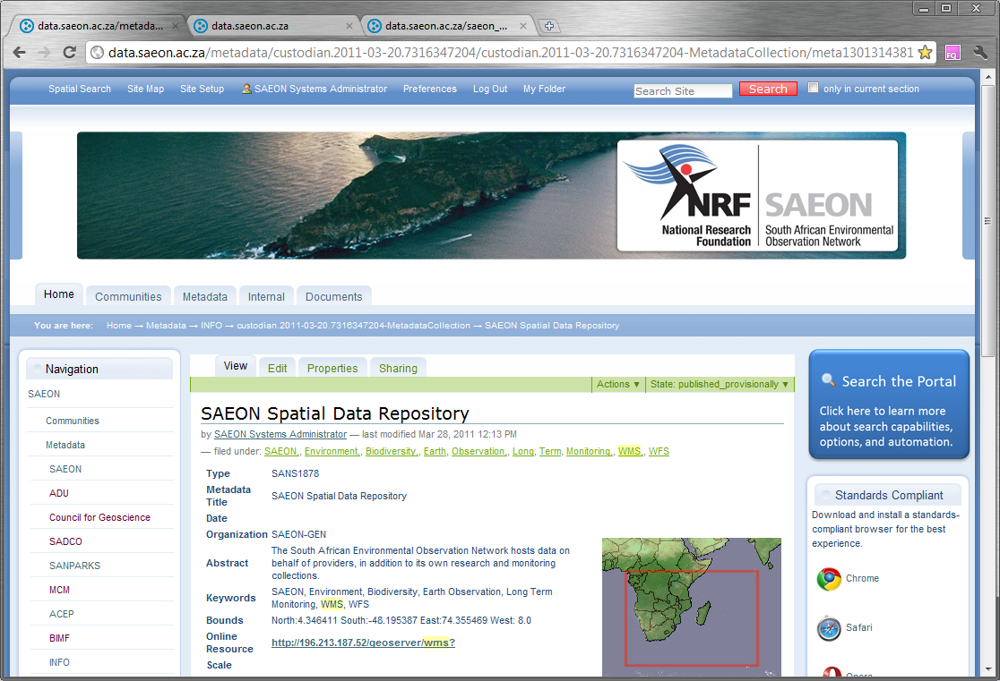 data.saeon.ac.za/metada...
data.saeon.ac.za
data.saeon.ac.za/saeon_...
data.saeon.ac.za/metadata/custodian.2011-03-20.7316347204/custodian.2011-03-20.7316347204-MetadataCollection/meta1301314381
FQ
Spatial Search Site Map Site Setup SAEON Systems Administrator Preferences Log Out My Folder
Search Site Search only in current section
NRF
National Research
Foundation
SAEON
South African Environmental
Observation Network
Home Communities Metadata Internal Documents
You are here: Home → Metadata → INFO → custodian.2011-03-20.7316347204-MetadataCollection → SAEON Spatial Data Repository
Navigation
SAEON
Communities
Metadata
SAEON
ADU
Council for Geoscience
SADCO
SANPARKS
MCM
ACEP
BIMF
INFO
View Edit Properties Sharing
Actions ▼ State: published_provisionally ▼
SAEON Spatial Data Repository
by SAEON Systems Administrator — last modified Mar 28, 2011 12:13 PM
— filed under: SAEON,, Environment,, Biodiversity,, Earth, Observation,, Long, Term, Monitoring,, WMS,, WFS
Type SANS1878
Metadata Title SAEON Spatial Data Repository
Date
Organization SAEON-GEN
Abstract The South African Environmental Observation Network hosts data on
behalf of providers, in addition to its own research and monitoring
collections.
Keywords SAEON, Environment, Biodiversity, Earth Observation, Long Term
Monitoring, WMS, WFS
Bounds North:4.346411 South:-48.195387 East:74.355469 West: 8.0
Online Resource http://196.213.187.52/geoserver/wms?
Scale
Search the Portal
Click here to learn more
about search capabilities,
options, and automation.
Standards Compliant
Download and install a standards-
compliant browser for the best
experience.
Chrome
Safari
Opera